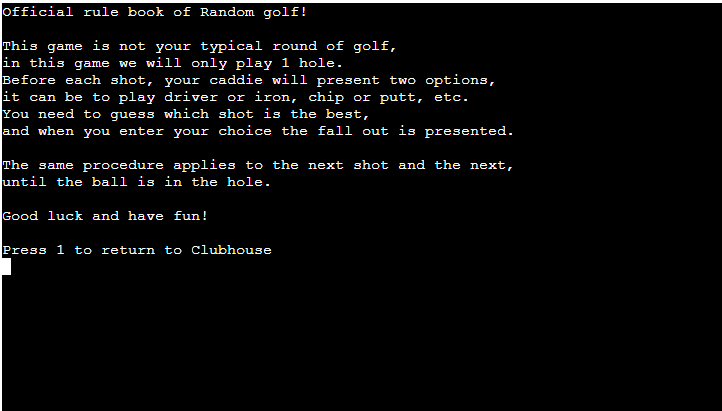 Official rule book of Random golf!
This game is not your typical round of golf,
in this game we will only play 1 hole.
Before each shot, your caddie will present two options,
it can be to play driver or iron, chip or putt, etc.
You need to guess which shot is the best,
and when you enter your choice the fall out is presented.
The same procedure applies to the next shot and the next,
until the ball is in the hole.
Good luck and have fun!
Press 1 to return to Clubhouse